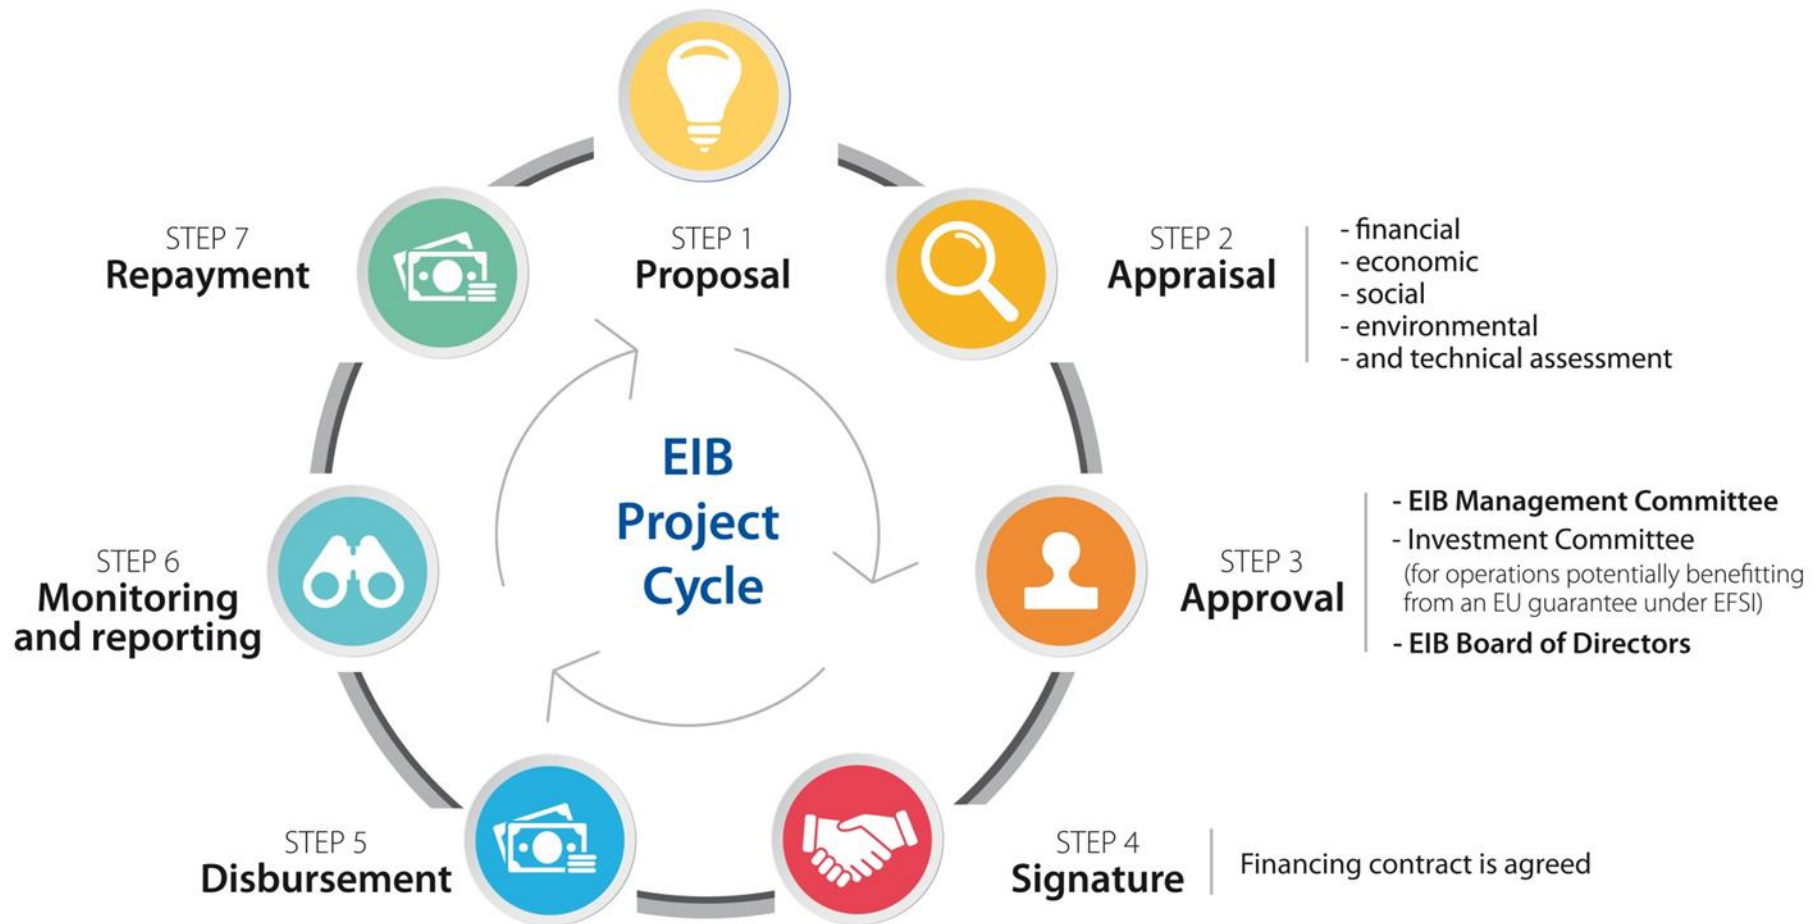 STEP 1
Proposal
STEP 2
Appraisal
- financial
- economic
- social
- environmental
- and technical assessment
STEP 3
Approval
- EIB Management Committee
- Investment Committee
(for operations potentially benefitting
from an EU guarantee under EFSI)
- EIB Board of Directors
STEP 4
Signature
Financing contract is agreed
STEP 5
Disbursement
STEP 6
Monitoring
and reporting
STEP 7
Repayment
EIB
Project
Cycle